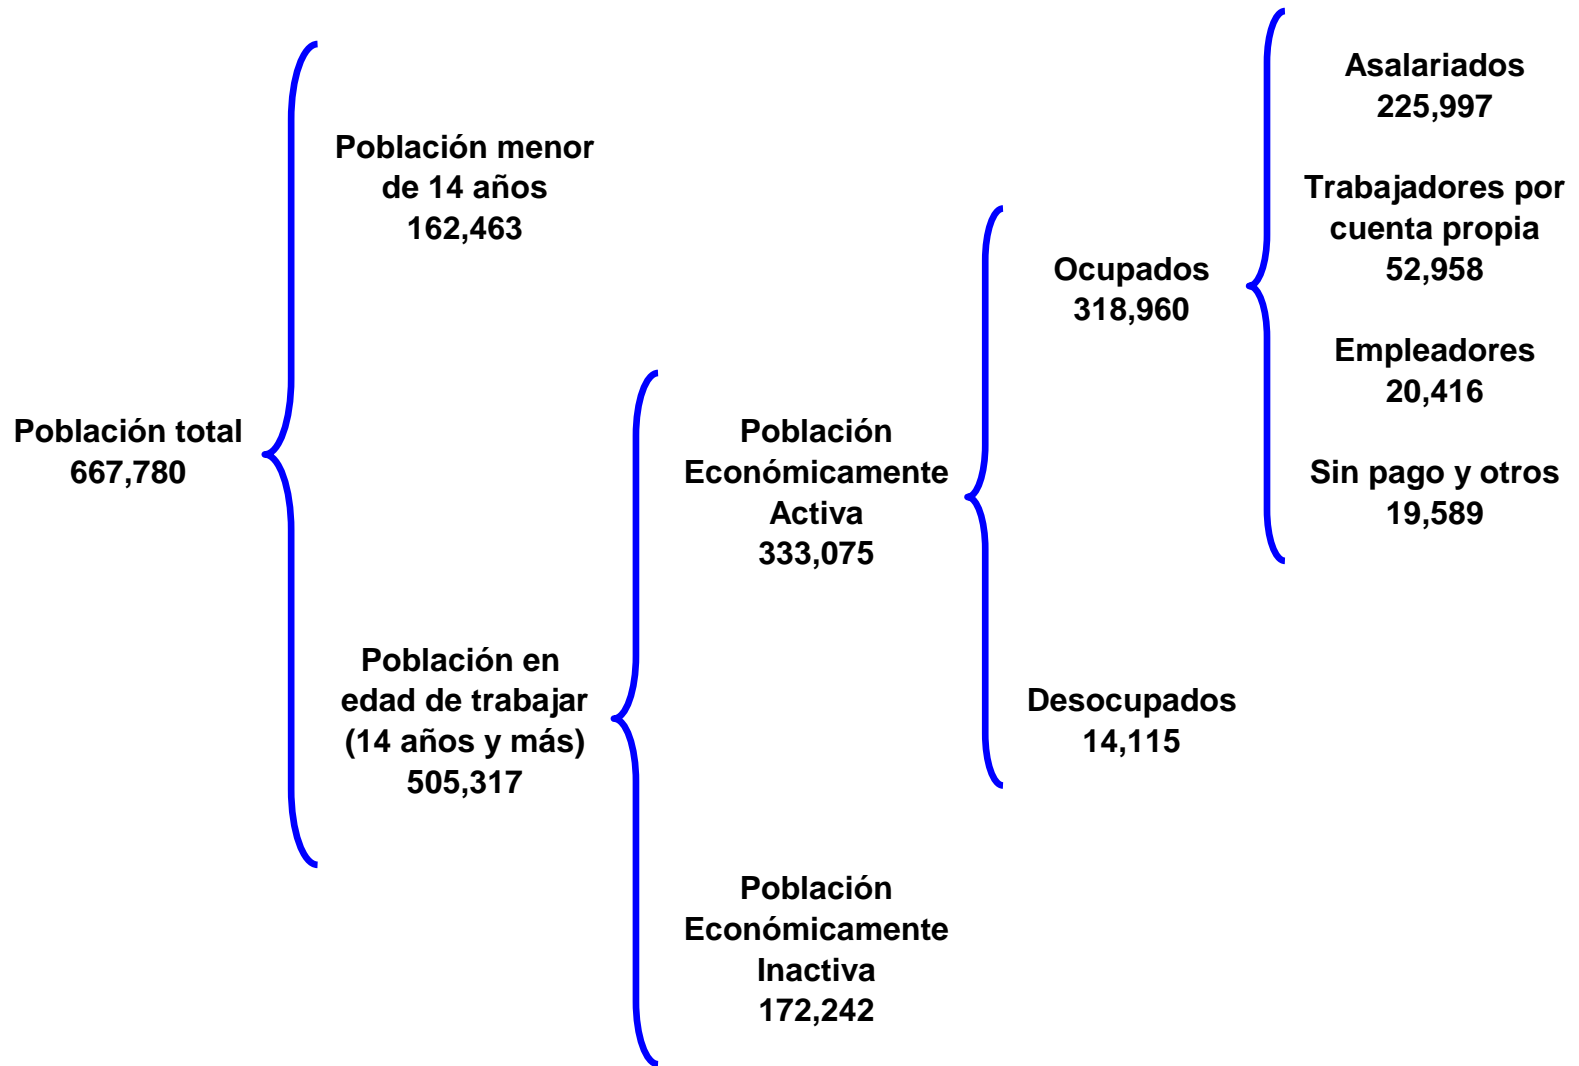 Población total
667,780
Población menor
de 14 años
162,463
Población en
edad de trabajar
(14 años y más)
505,317
Población
Económicamente
Activa
333,075
Población
Económicamente
Inactiva
172,242
Ocupados
318,960
Desocupados
14,115
Asalariados
225,997
Trabajadores por
cuenta propia
52,958
Empleadores
20,416
Sin pago y otros
19,589